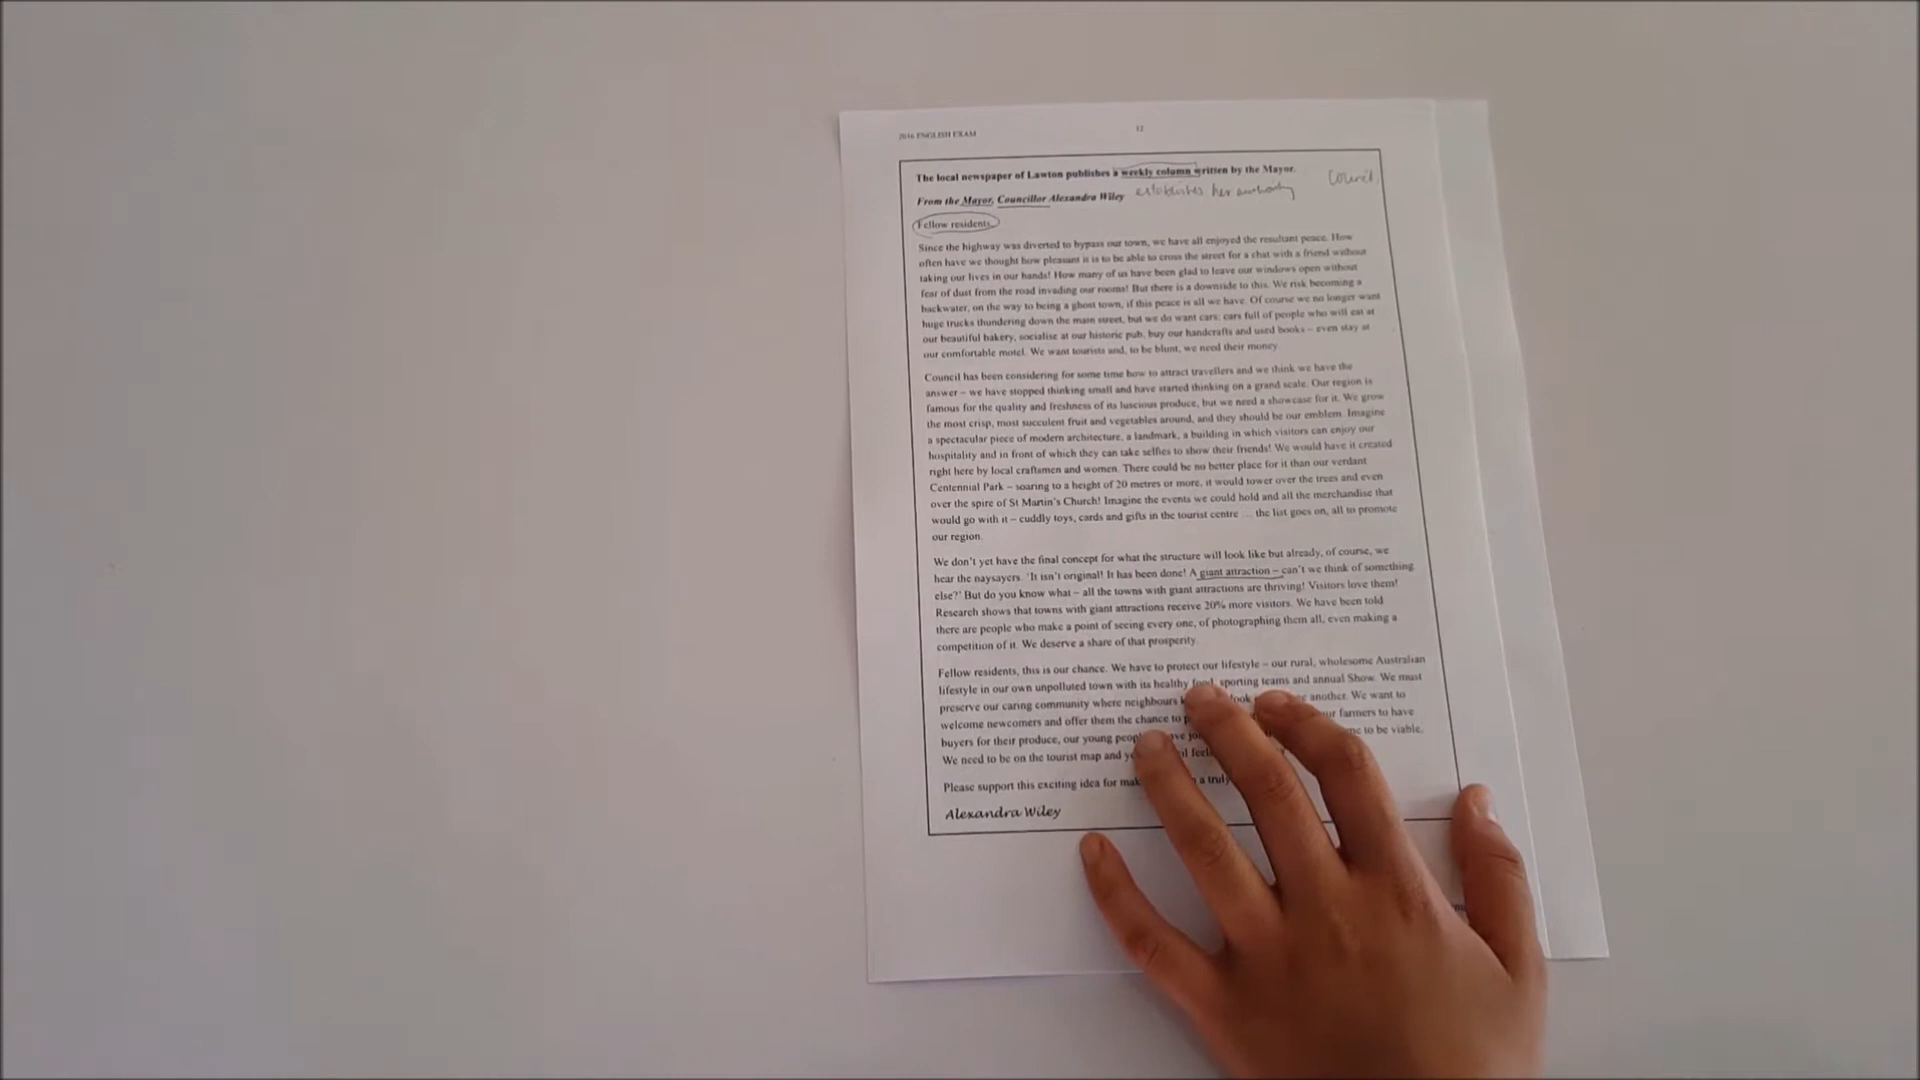 2016 ENGLISH EXAM
12
The local newspaper of Lawton publishes a weekly column written by the Mayor.
Council
From the Mayor, Councillor Alexandra Wiley establishes her authority
Fellow residents,
Since the highway was diverted to bypass our town, we have all enjoyed the resultant peace. How
often have we thought how pleasant it is to be able to cross the street for a chat with a friend without
taking our lives in our hands! How many of us have been glad to leave our windows open without
fear of dust from the road invading our rooms! But there is a downside to this. We risk becoming a
backwater, on the way to being a ghost town, if this peace is all we have. Of course we no longer want
huge trucks thundering down the main street, but we do want cars: cars full of people who will eat at
our beautiful bakery, socialise at our historic pub, buy our handcrafts and used books – even stay at
our comfortable motel. We want tourists and, to be blunt, we need their money.
Council has been considering for some time how to attract travellers and we think we have the
answer – we have stopped thinking small and have started thinking on a grand scale. Our region is
famous for the quality and freshness of its luscious produce, but we need a showcase for it. We grow
the most crisp, most succulent fruit and vegetables around, and they should be our emblem. Imagine
a spectacular piece of modern architecture, a landmark, a building in which visitors can enjoy our
hospitality and in front of which they can take selfies to show their friends! We would have it created
right here by local craftsmen and women. There could be no better place for it than our verdant
Centennial Park – soaring to a height of 20 metres or more, it would tower over the trees and even
over the spire of St Martin's Church! Imagine the events we could hold and all the merchandise that
would go with it – cuddly toys, cards and gifts in the tourist centre … the list goes on, all to promote
our region.
We don't yet have the final concept for what the structure will look like but already, of course, we
hear the naysayers. 'It isn't original! It has been done! A giant attraction – can't we think of something
else?' But do you know what – all the towns with giant attractions are thriving! Visitors love them!
Research shows that towns with giant attractions receive 20% more visitors. We have been told
there are people who make a point of seeing every one, of photographing them all, even making a
competition of it. We deserve a share of that prosperity.
Fellow residents, this is our chance. We have to protect our lifestyle – our rural, wholesome Australian
lifestyle in our own unpolluted town with its healthy food, sporting teams and annual Show. We must
preserve our caring community where neighbours look another. We want to
welcome newcomers and offer them the chance to our farmers to have
buyers for their produce, our young people to be viable.
We need to be on the tourist map and
Please support this exciting idea for a truly
Alexandra Wiley